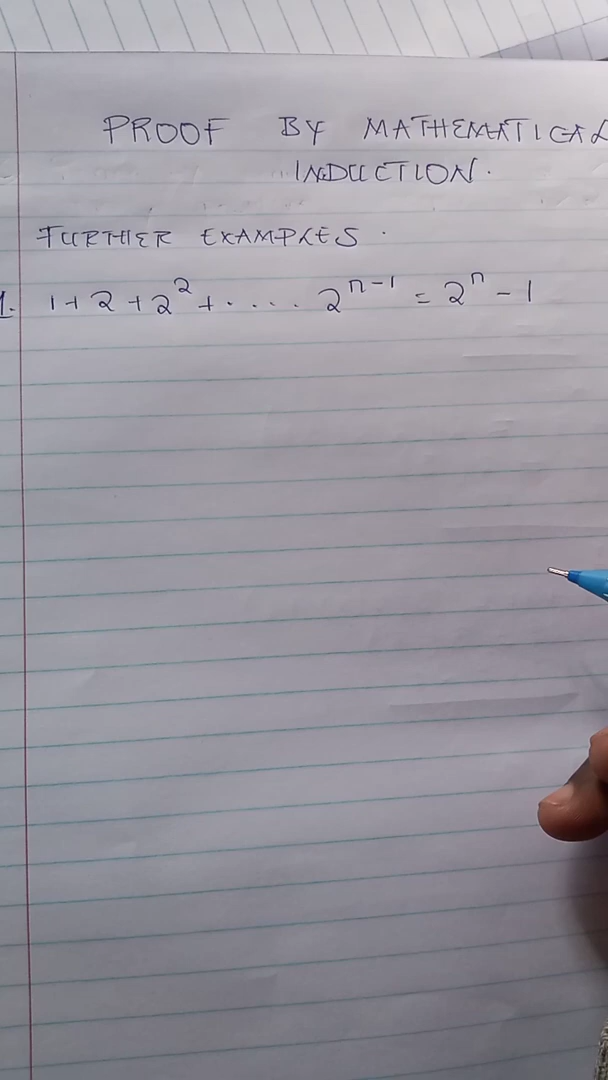 PROOF BY MATHEMATICAL
INDUCTION.
FURTHER EXAMPLES.
1. 1+2+2²+.... 2ⁿ⁻¹ = 2ⁿ - 1